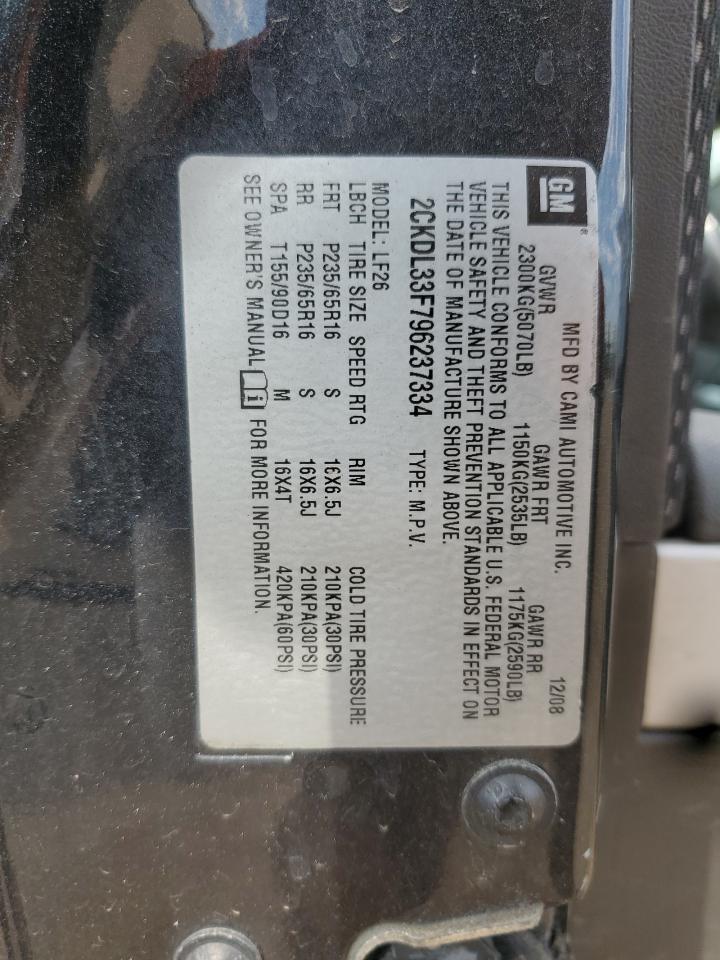 GM
MFD BY CAMI AUTOMOTIVE INC. 12/08
GVWR GAWR FRT GAWR RR
2300KG(5070LB) 1150KG(2535LB) 1175KG(2590LB)
THIS VEHICLE CONFORMS TO ALL APPLICABLE U.S. FEDERAL MOTOR
VEHICLE SAFETY AND THEFT PREVENTION STANDARDS IN EFFECT ON
THE DATE OF MANUFACTURE SHOWN ABOVE.
2CKDL33F796237334 TYPE: M.P.V.
MODEL: LF26
LBCH TIRE SIZE SPEED RTG RIM COLD TIRE PRESSURE
FRT P235/65R16 S 16X6.5J 210KPA(30PSI)
RR P235/65R16 S 16X6.5J 210KPA(30PSI)
SPA T155/90D16 M 16X4T 420KPA(60PSI)
SEE OWNER'S MANUAL i FOR MORE INFORMATION.